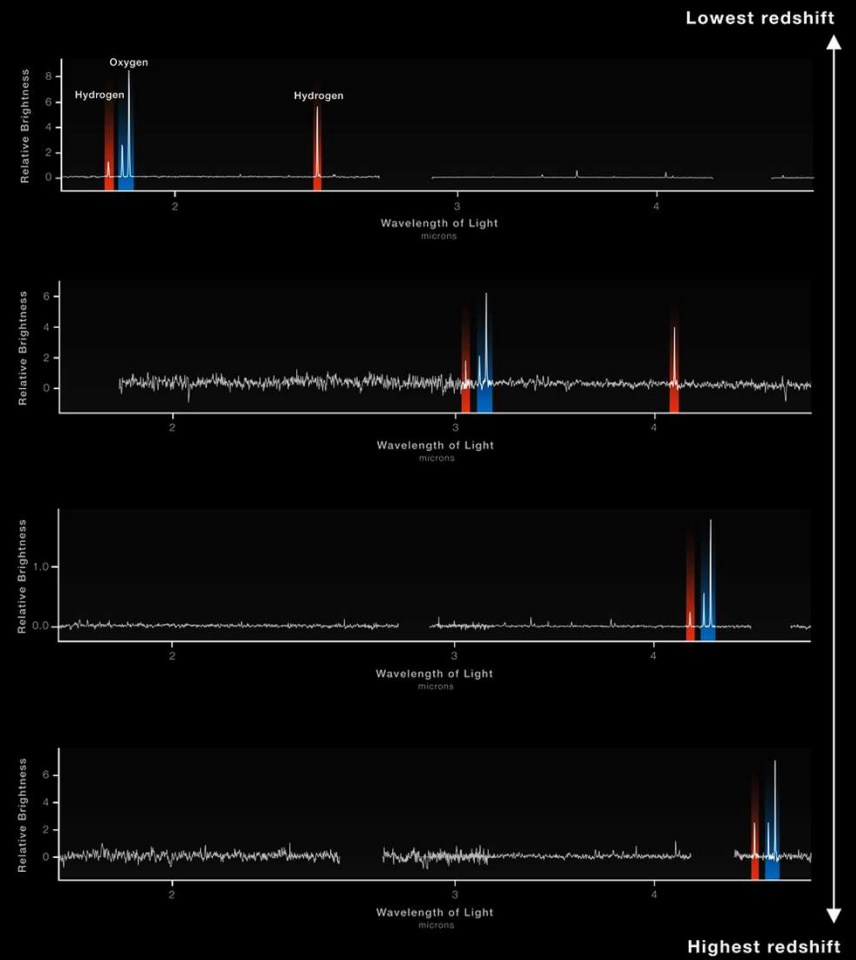 Lowest redshift
Oxygen
Hydrogen
Hydrogen
Relative Brightness
8
6
4
2
0
2
3
4
Wavelength of Light
microns
Relative Brightness
6
4
2
0
2
3
4
Wavelength of Light
microns
Relative Brightness
1.0
0.0
2
3
4
Wavelength of Light
microns
Relative Brightness
6
4
2
0
2
3
4
Wavelength of Light
microns
Highest redshift